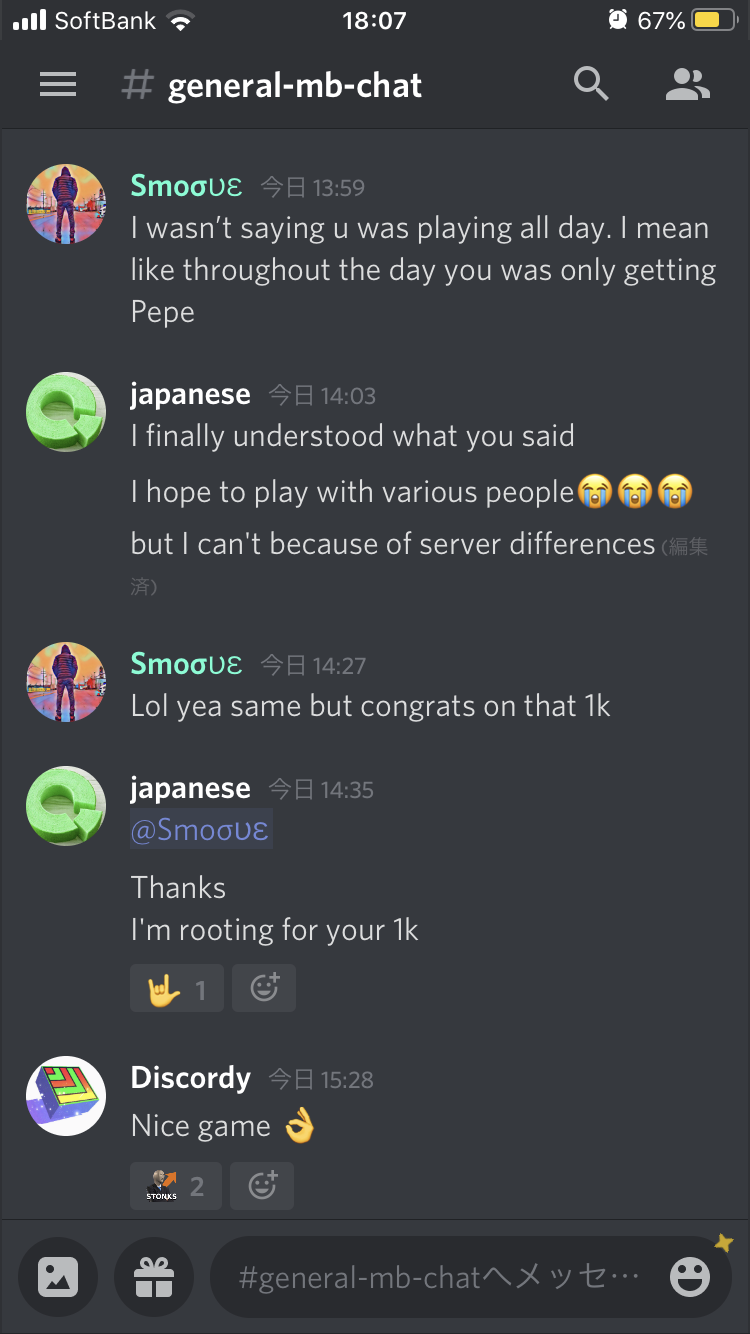 SoftBank 18:07 67%
# general-mb-chat
Smoσυε 今日 13:59
I wasn’t saying u was playing all day. I mean
like throughout the day you was only getting
Pepe
japanese 今日 14:03
I finally understood what you said
I hope to play with various people😭😭😭
but I can't because of server differences (編集
済)
Smoσυε 今日 14:27
Lol yea same but congrats on that 1k
japanese 今日 14:35
@Smoσυε
Thanks
I'm rooting for your 1k
🤟 1
Discordy 今日 15:28
Nice game 👌
STONKS 2
#general-mb-chatへメッセ…